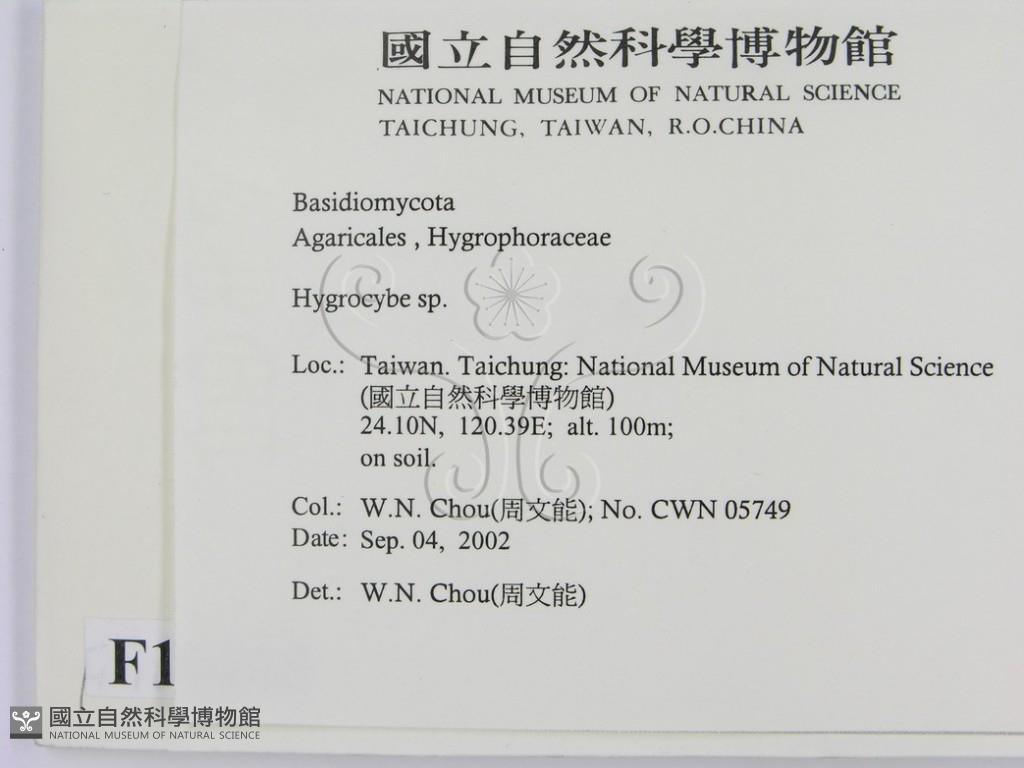 國立自然科學博物館
NATIONAL MUSEUM OF NATURAL SCIENCE
TAICHUNG, TAIWAN, R.O.CHINA
Basidiomycota
Agaricales , Hygrophoraceae
Hygrocybe sp.
Loc.: Taiwan. Taichung: National Museum of Natural Science
(國立自然科學博物館)
24.10N, 120.39E; alt. 100m;
on soil.
Col.: W.N. Chou(周文能); No. CWN 05749
Date: Sep. 04, 2002
Det.: W.N. Chou(周文能)
F1
國立自然科學博物館
NATIONAL MUSEUM OF NATURAL SCIENCE